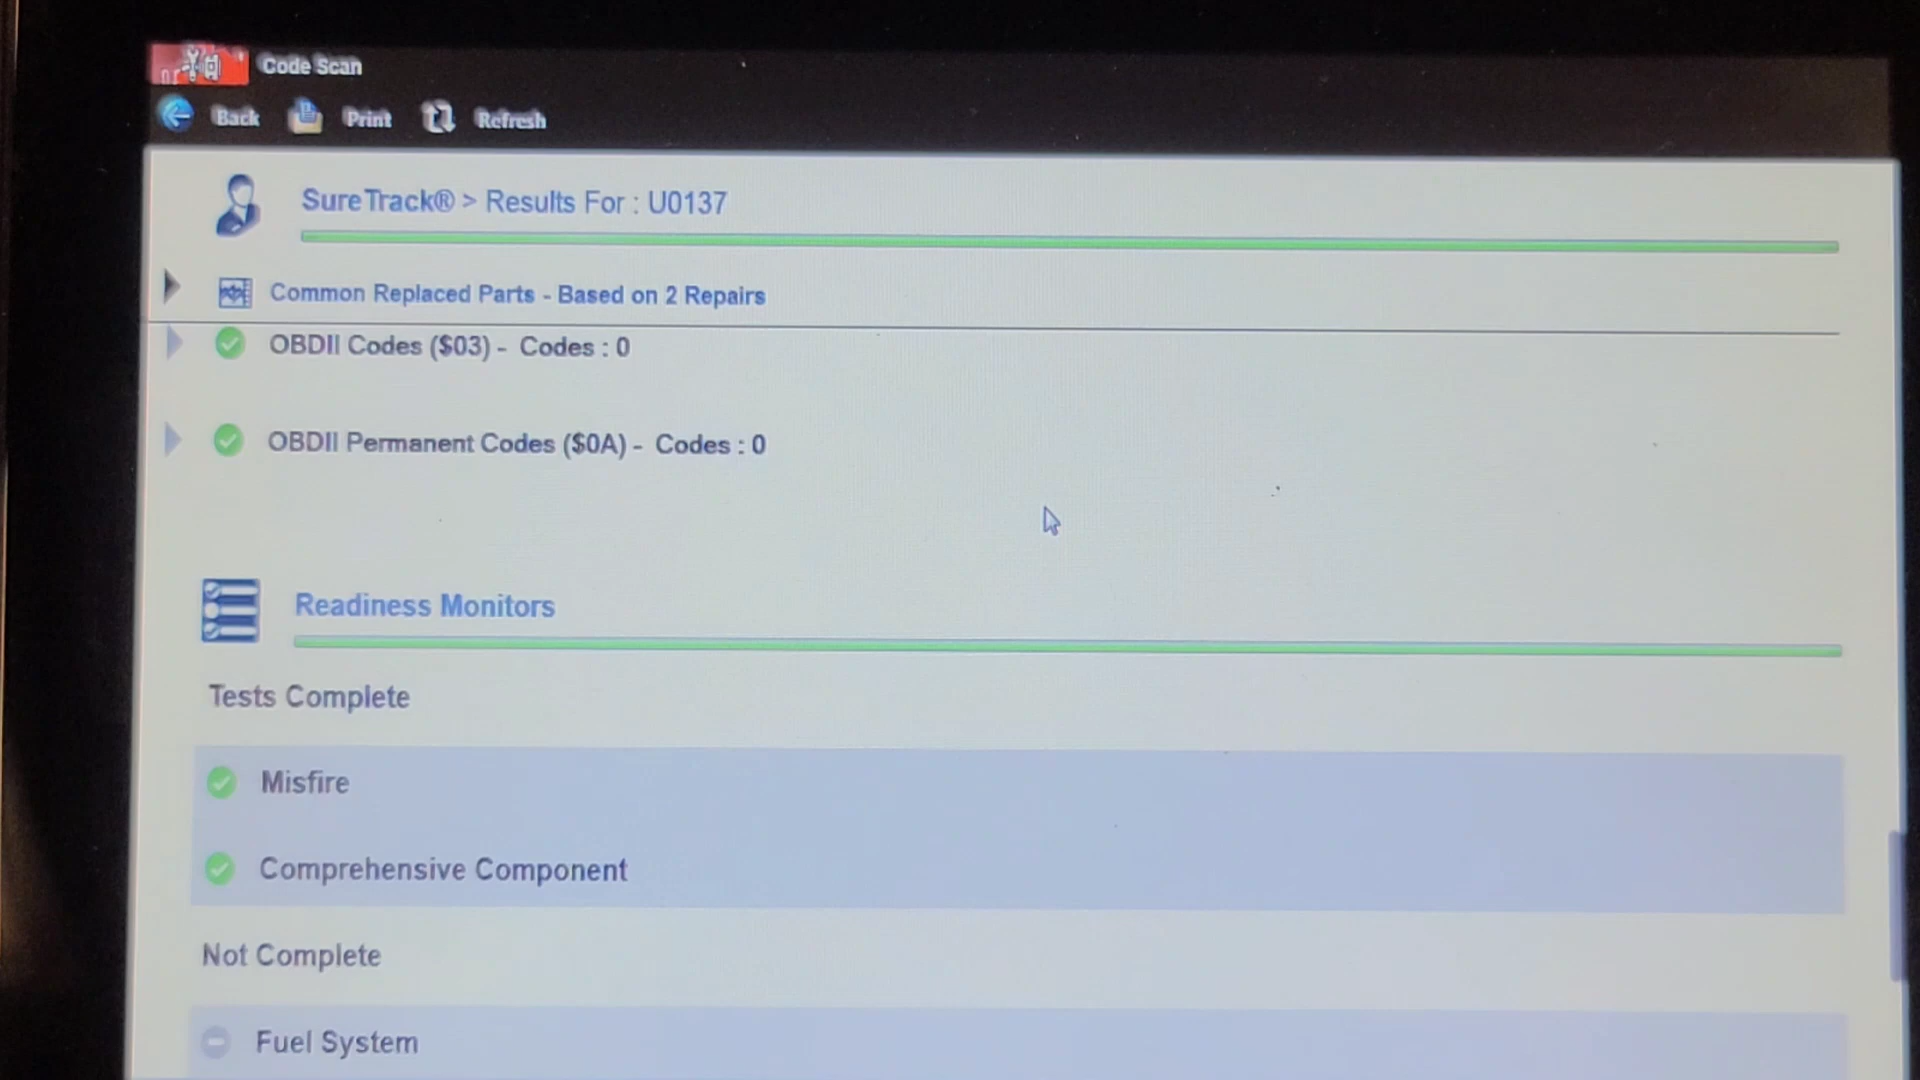 Code Scan
Back Print Refresh
SureTrack® > Results For : U0137
Common Replaced Parts - Based on 2 Repairs
OBDII Codes ($03) - Codes : 0
OBDII Permanent Codes ($0A) - Codes : 0
Readiness Monitors
Tests Complete
Misfire
Comprehensive Component
Not Complete
Fuel System